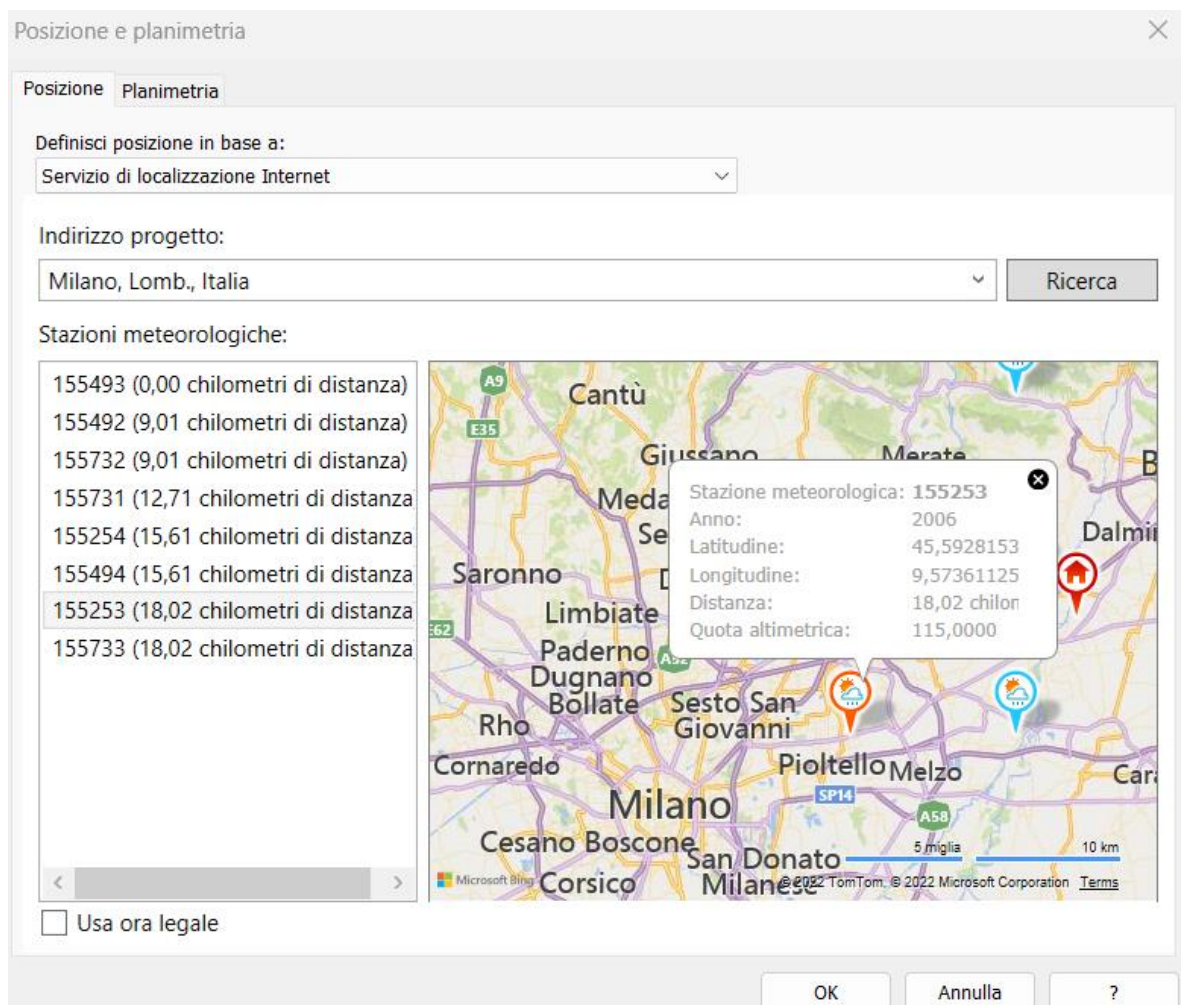 Posizione e planimetria
Posizione
Planimetria
Definisci posizione in base a:
Servizio di localizzazione Internet
Indirizzo progetto:
Milano, Lomb., Italia
Ricerca
Stazioni meteorologiche:
155493 (0,00 chilometri di distanza)
155492 (9,01 chilometri di distanza)
155732 (9,01 chilometri di distanza)
155731 (12,71 chilometri di distanza
155254 (15,61 chilometri di distanza
155494 (15,61 chilometri di distanza
155253 (18,02 chilometri di distanza
155733 (18,02 chilometri di distanza
A9
Cantù
E35
Giussano
Merate
B
Meda
Se
Dalmi
Saronno
D
Limbiate
E62
Paderno
Dugnano
A52
Bollate
Sesto San
Giovanni
Rho
Cornaredo
Pioltello
Melzo
Cara
SP14
Milano
A58
Cesano Boscone
San Donato
Milanese
Corsico
Stazione meteorologica: 155253
Anno: 2006
Latitudine: 45,5928153
Longitudine: 9,57361125
Distanza: 18,02 chilon
Quota altimetrica: 115,0000
5 miglia
10 km
Microsoft Bing
© 2022 TomTom, © 2022 Microsoft Corporation Terms
Usa ora legale
OK
Annulla
?